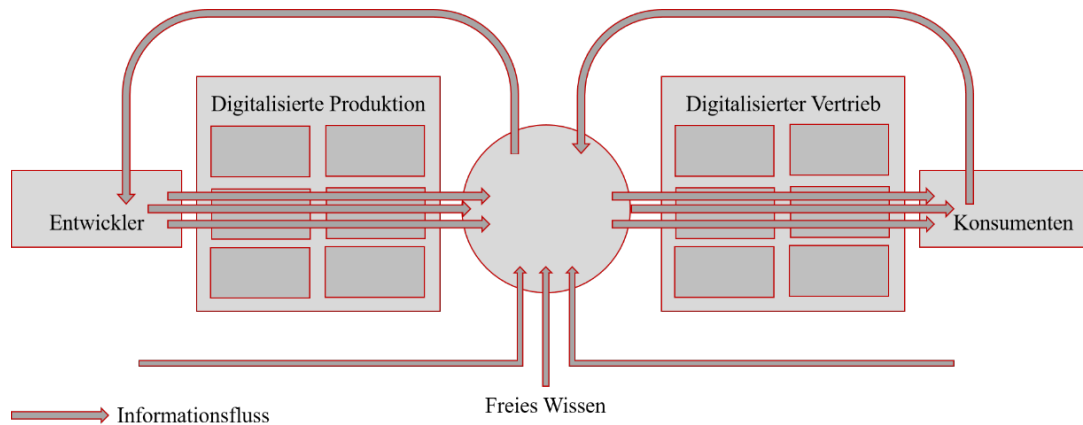 Digitalisierte Produktion
Digitalisierter Vertrieb
Entwickler
Konsumenten
Freies Wissen
Informationsfluss